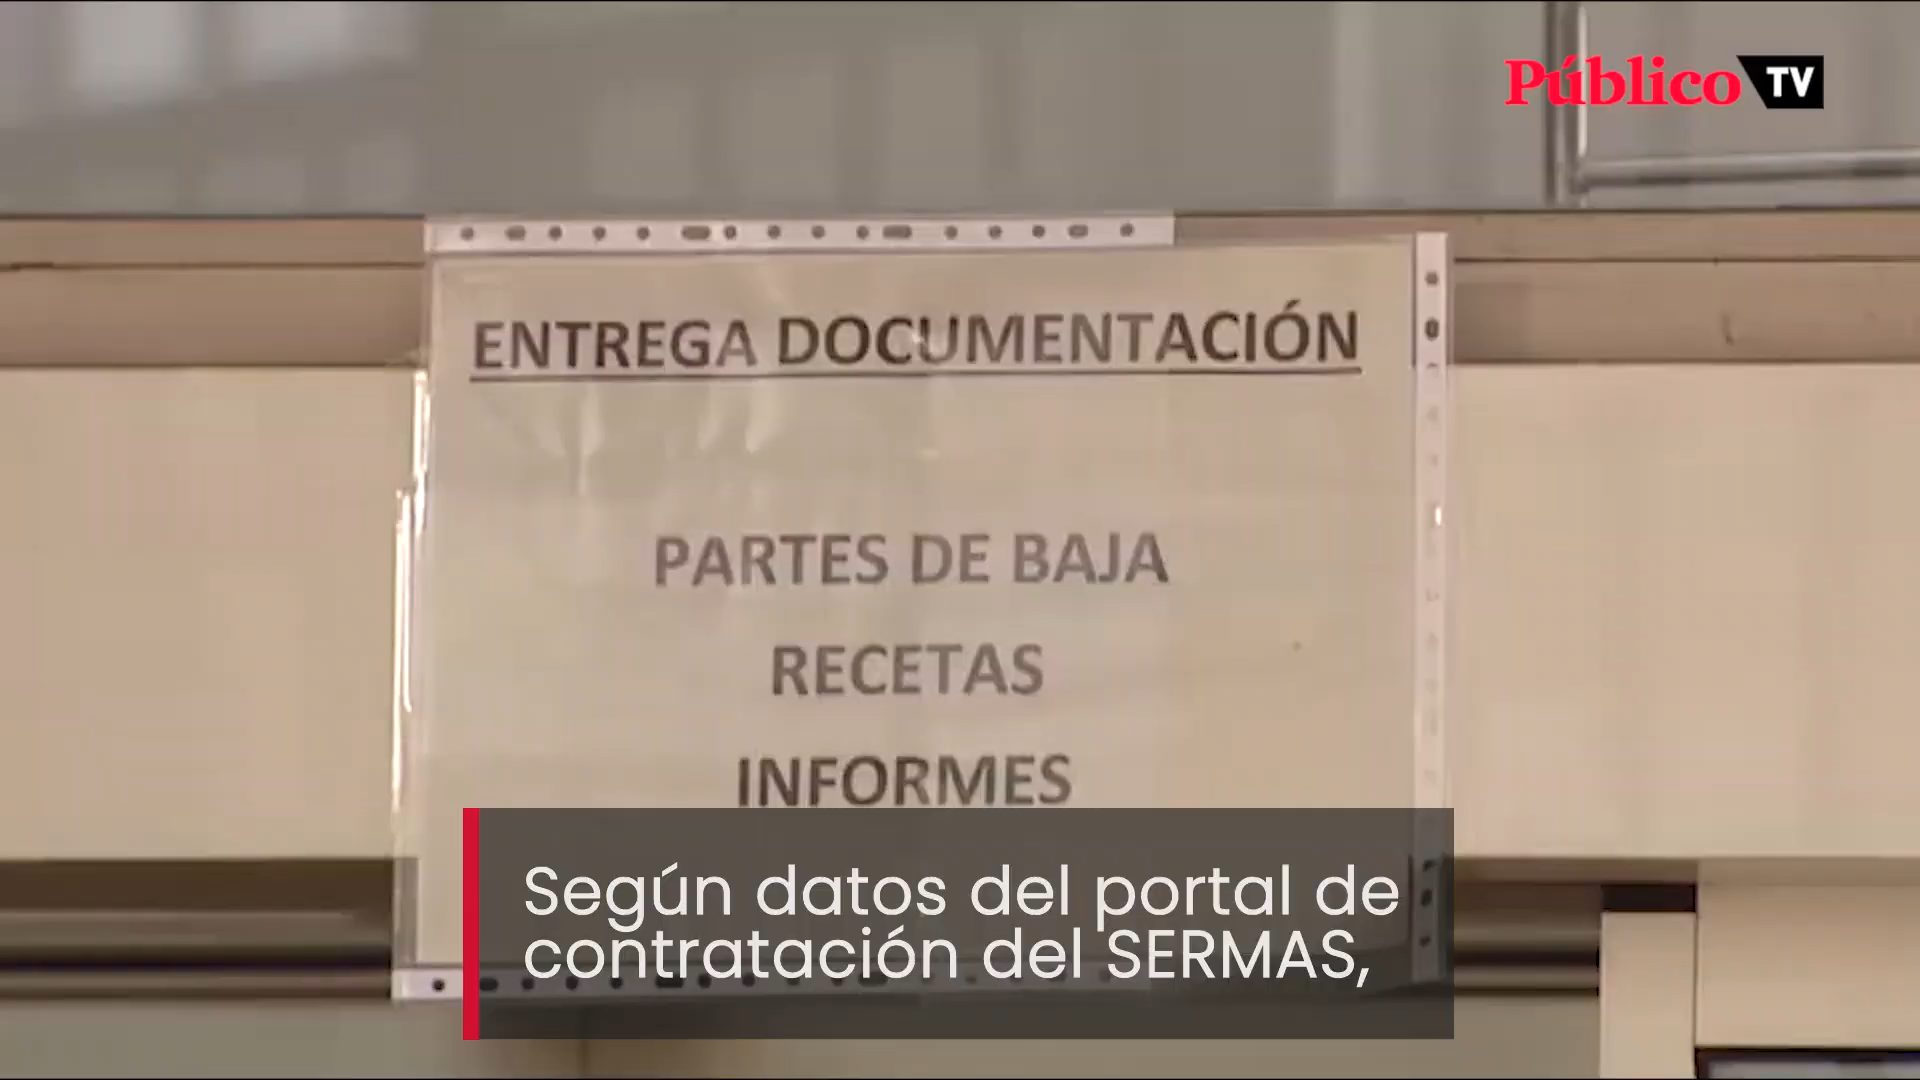 Público TV
ENTREGA DOCUMENTACIÓN
PARTES DE BAJA
RECETAS
INFORMES
Según datos del portal de
contratación del SERMAS,